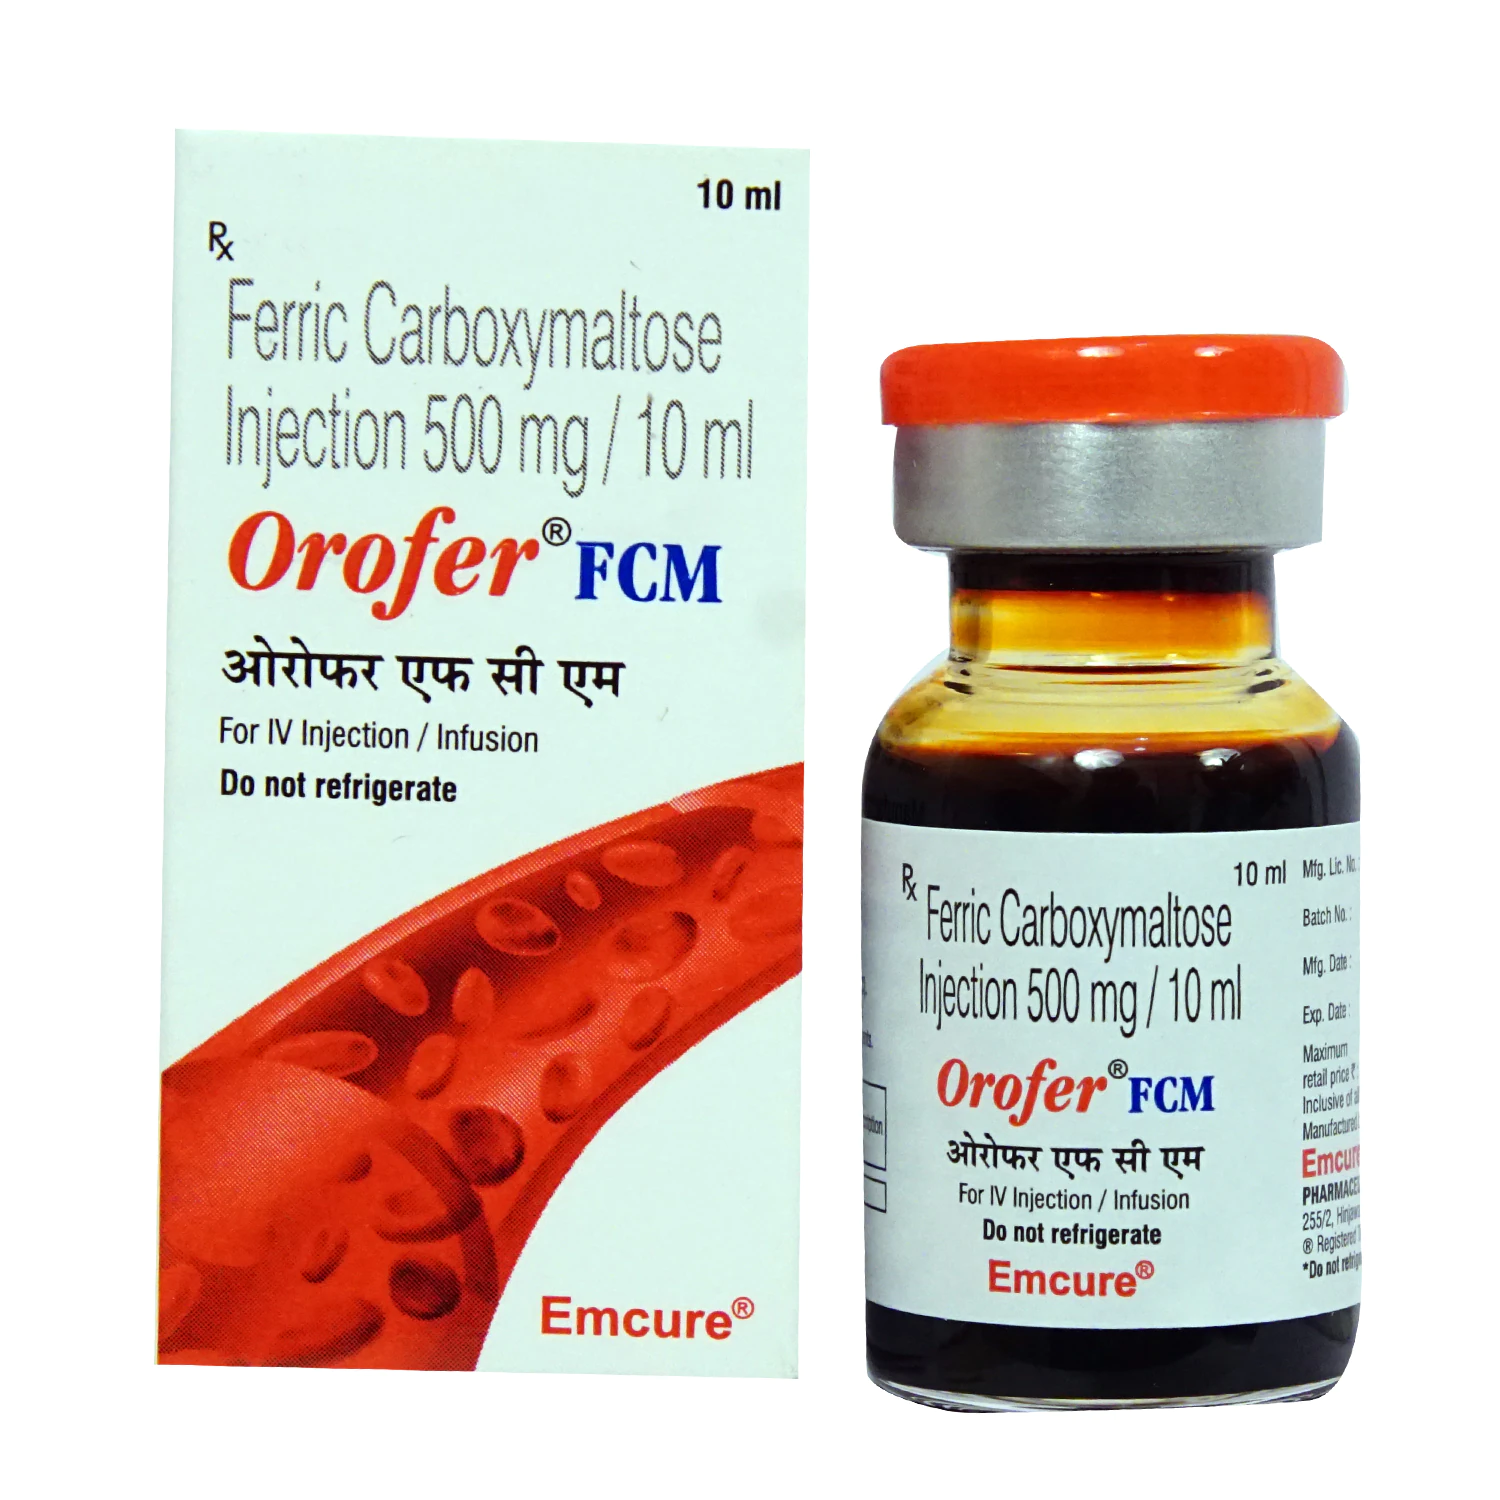 10 ml
Rx
Ferric Carboxymaltose
Injection 500 mg / 10 ml
Orofer® FCM
ओरोफर एफ सी एम
For IV Injection / Infusion
Do not refrigerate
Emcure®
Rx
10 ml
Ferric Carboxymaltose
Injection 500 mg / 10 ml
Orofer® FCM
ओरोफर एफ सी एम
For IV Injection / Infusion
Do not refrigerate
Emcure®
Mfg. Lic. No. :
Batch No. :
Mfg. Date :
Exp. Date :
Maximum
retail price ₹ :
Inclusive of
Manufactured
Emcure
255/2,
® Registered
*Do not